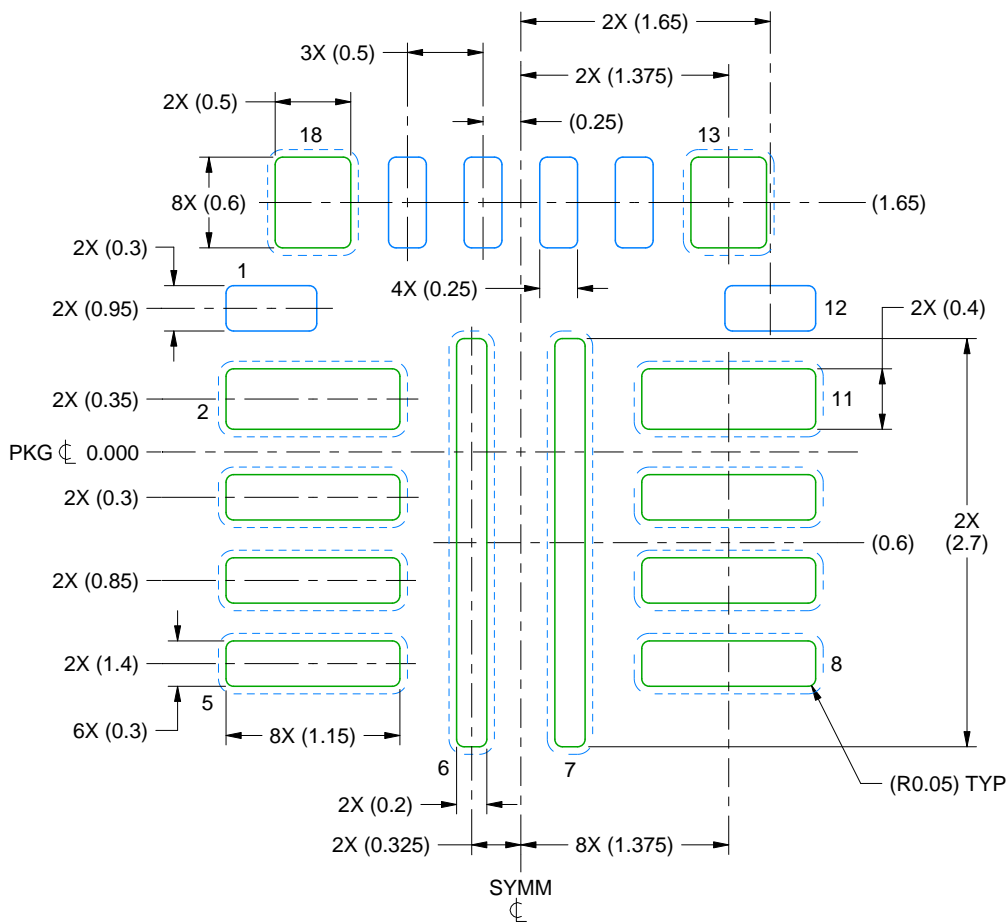 2X (1.65)
3X (0.5)
2X (1.375)
2X (0.5)
(0.25)
18
13
8X (0.6)
(1.65)
2X (0.3)
1
4X (0.25)
2X (0.95)
12
2X (0.4)
2X (0.35)
2
11
PKG ℄ 0.000
2X (0.3)
(0.6)
2X
(2.7)
2X (0.85)
2X (1.4)
8
5
6X (0.3)
8X (1.15)
6
7
(R0.05) TYP
2X (0.2)
2X (0.325)
8X (1.375)
SYMM
℄